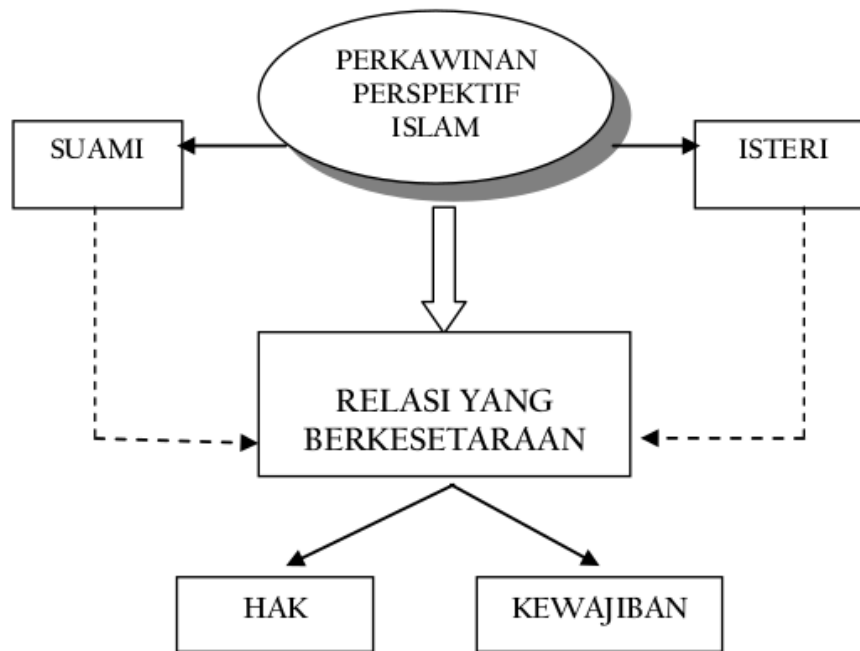 PERKAWINAN
PERSPEKTIF
ISLAM
SUAMI
ISTERI
RELASI YANG
BERKESETARAAN
HAK
KEWAJIBAN